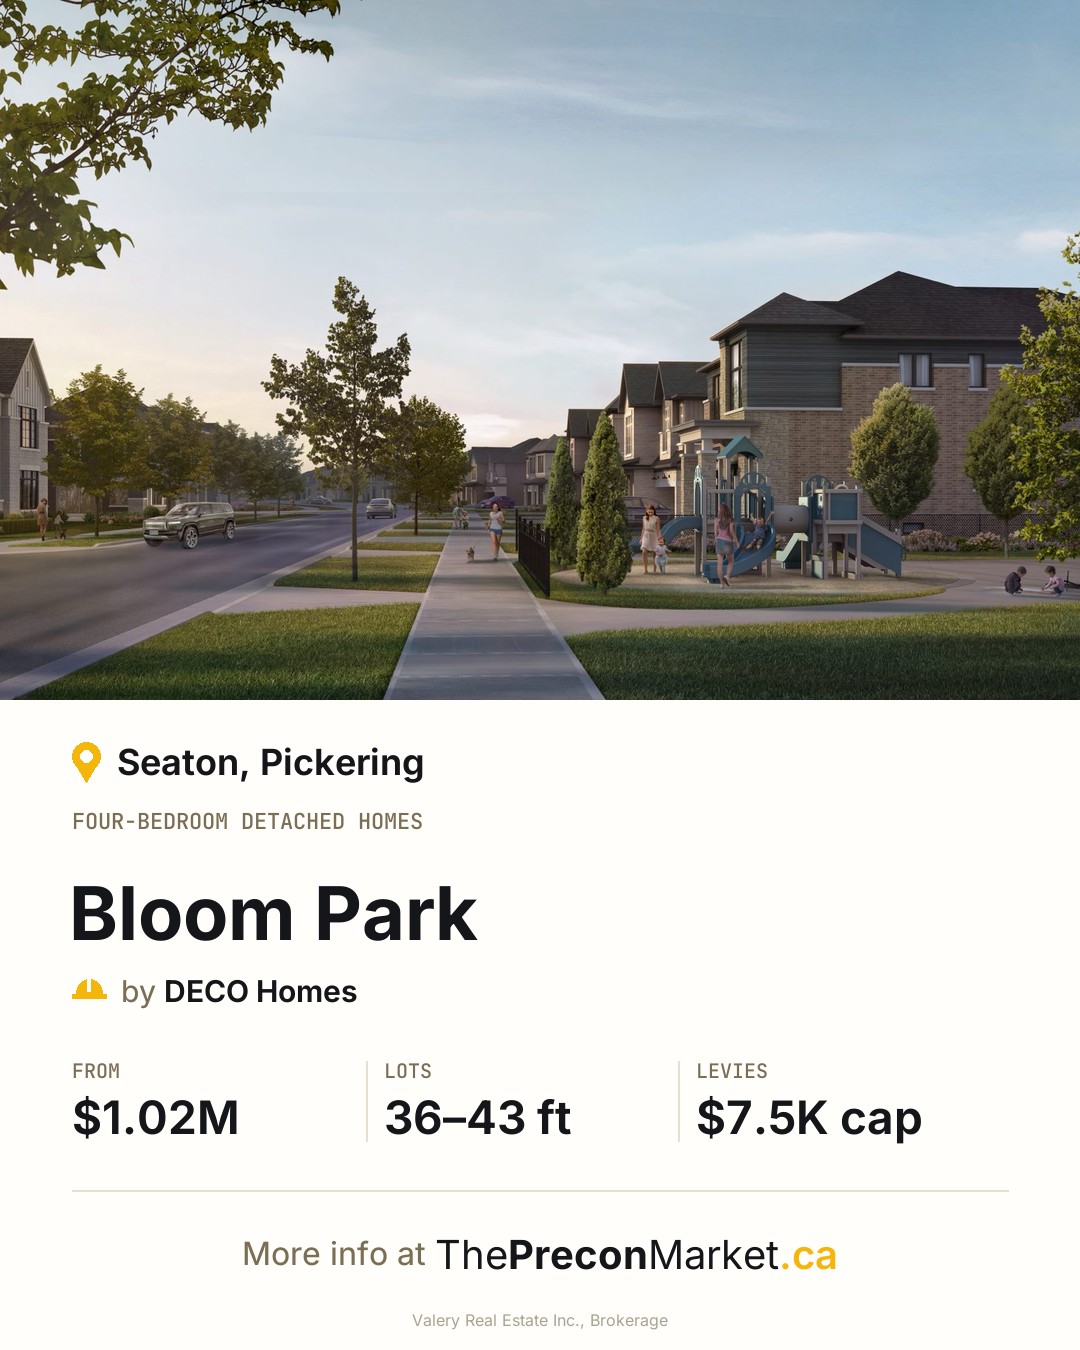 Seaton, Pickering
FOUR-BEDROOM DETACHED HOMES
Bloom Park
by DECO Homes
FROM
$1.02M
LOTS
36–43 ft
LEVIES
$7.5K cap
More info at ThePreconMarket.ca
Valery Real Estate Inc., Brokerage